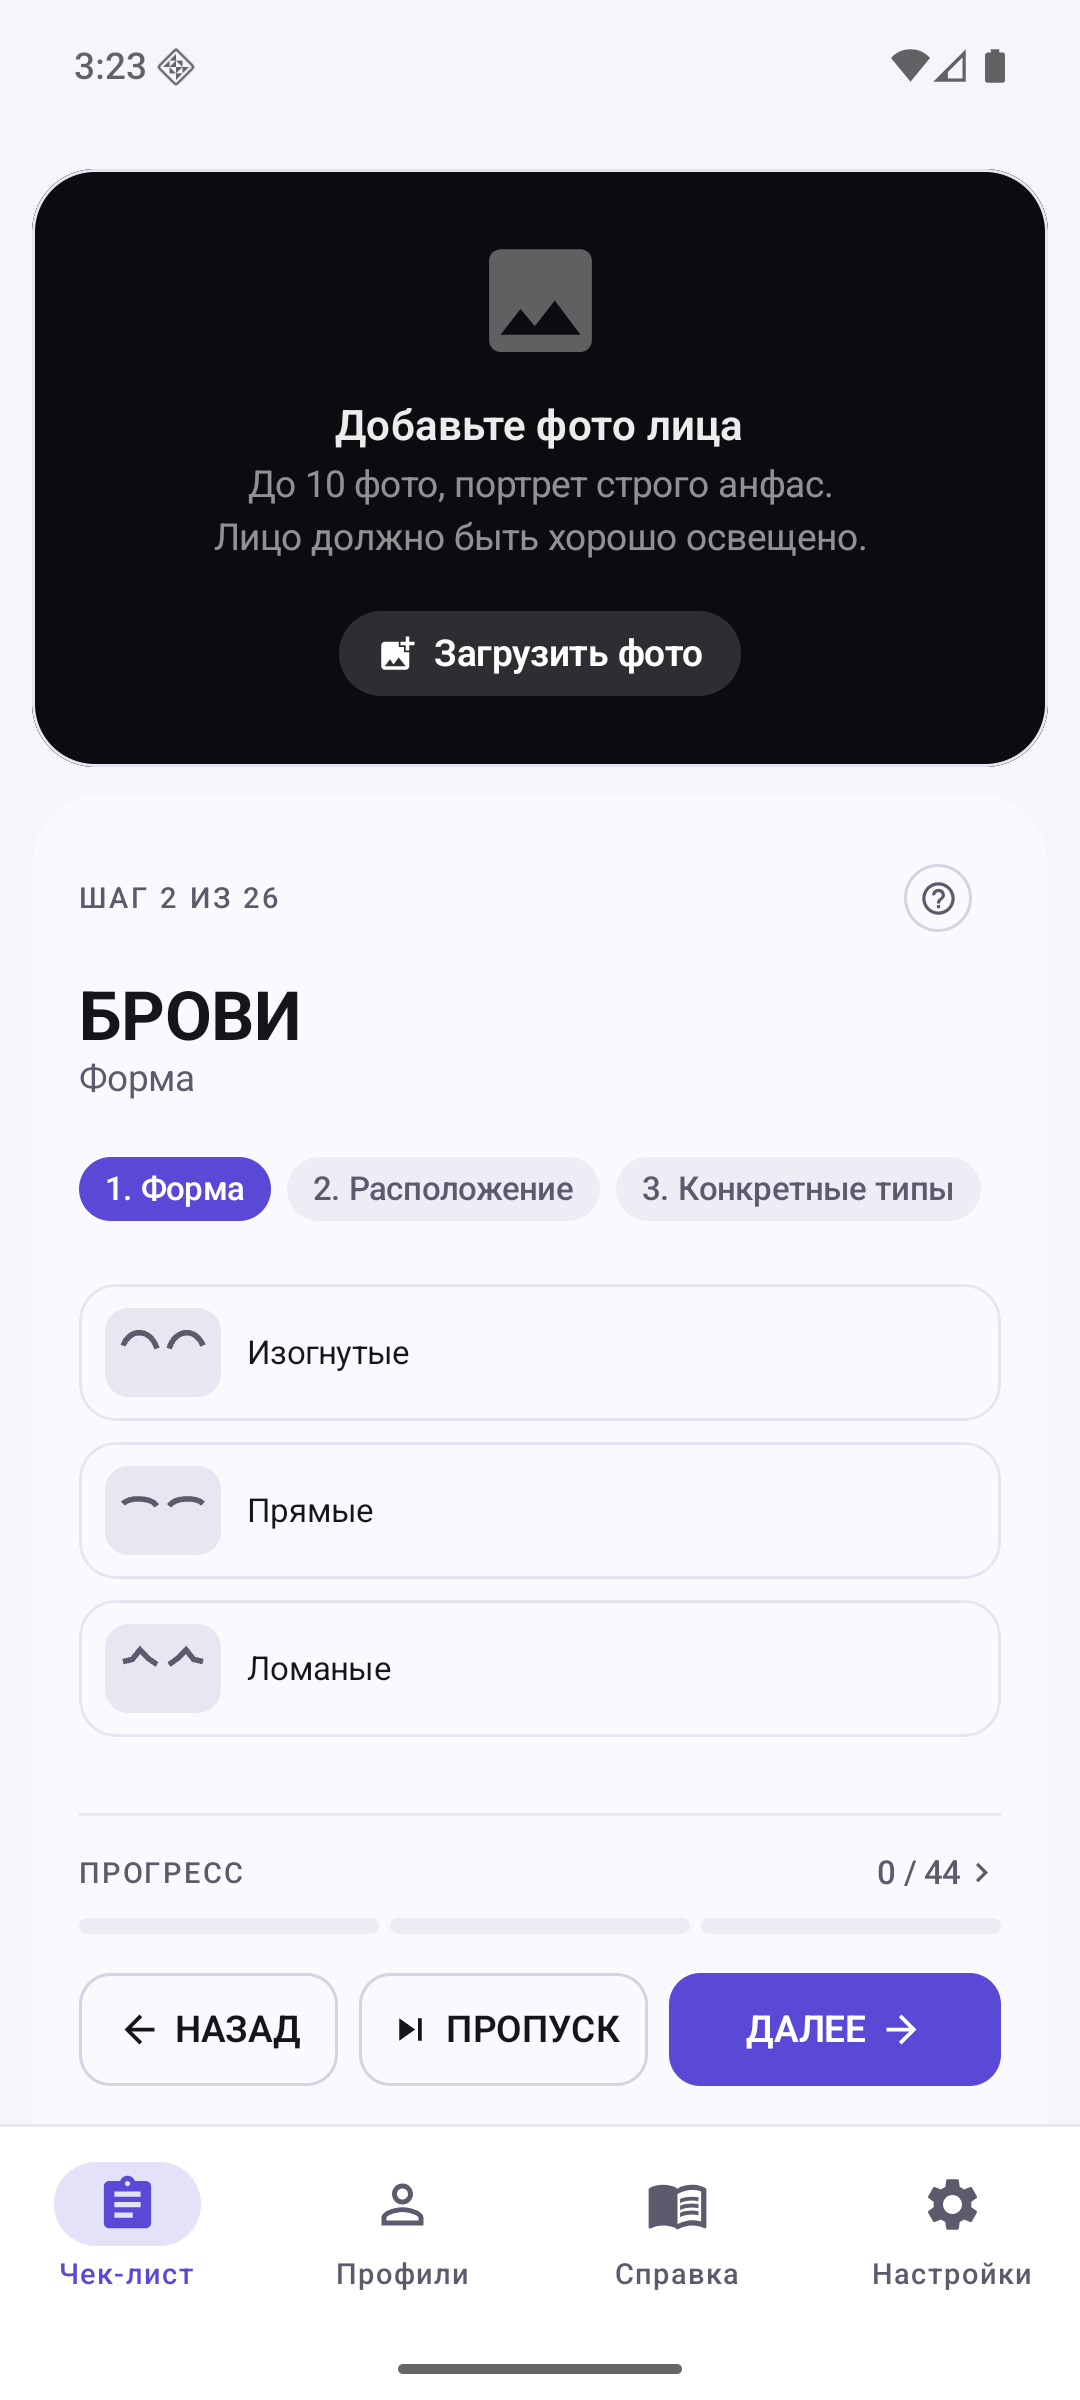 3:23
Добавьте фото лица
До 10 фото, портрет строго анфас.
Лицо должно быть хорошо освещено.
Загрузить фото
ШАГ 2 ИЗ 26
БРОВИ
Форма
1. Форма
2. Расположение
3. Конкретные типы
Изогнутые
Прямые
Ломаные
ПРОГРЕСС
0 / 44
НАЗАД
ПРОПУСК
ДАЛЕЕ
Чек-лист
Профили
Справка
Настройки